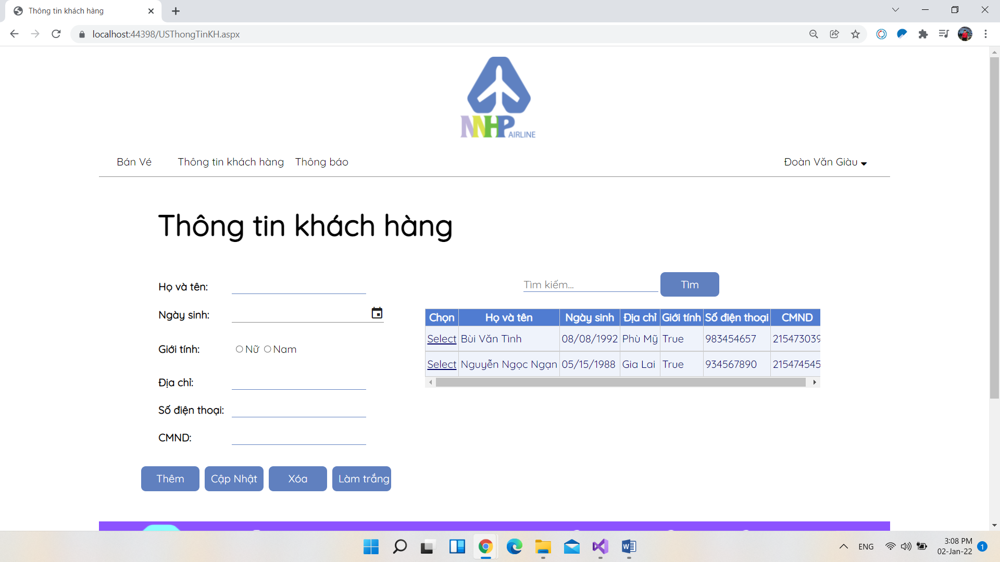 Thông tin khách hàng
localhost:44398/USThongTinKH.aspx
NNHP AIRLINE
Bán Vé Thông tin khách hàng Thông báo Đoàn Văn Giàu
Thông tin khách hàng
Họ và tên:
Ngày sinh:
Giới tính: Nữ Nam
Địa chỉ:
Số điện thoại:
CMND:
Thêm Cập Nhật Xóa Làm trắng
Tìm kiếm... Tìm
Chọn Họ và tên Ngày sinh Địa chỉ Giới tính Số điện thoại CMND
Select Bùi Văn Tình 08/08/1992 Phù Mỹ True 983454657 215473039
Select Nguyễn Ngọc Ngạn 05/15/1988 Gia Lai True 934567890 215474545
ENG
3:08 PM
02-Jan-22
1